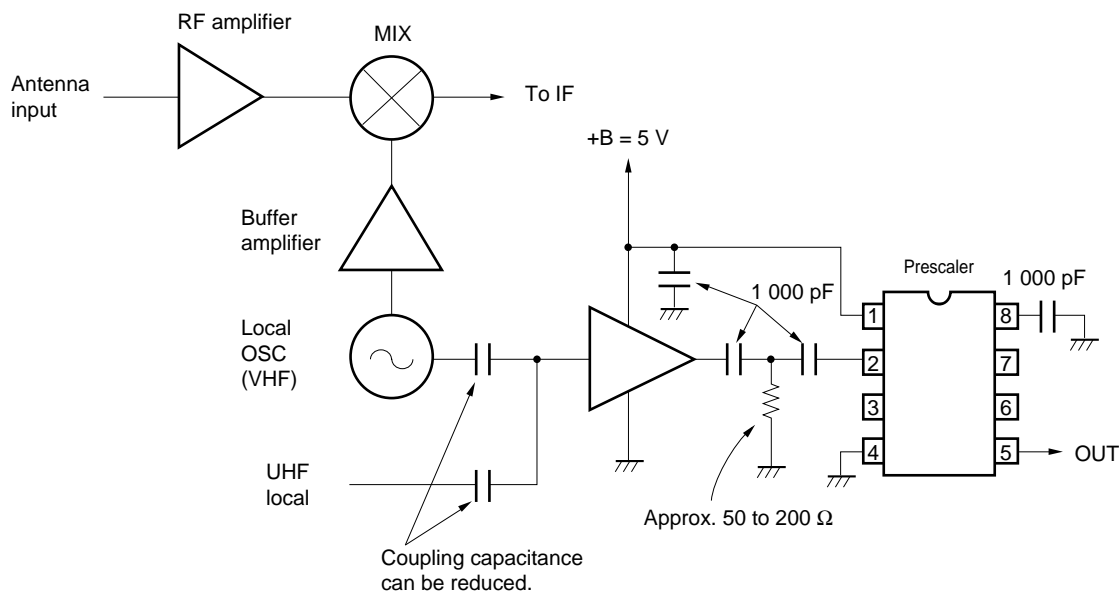 RF amplifier
MIX
Antenna
input
To IF
+B = 5 V
Buffer
amplifier
Prescaler
1 000 pF
1 000 pF
Local
OSC
(VHF)
1
8
2
7
3
6
4
5
OUT
UHF
local
Approx. 50 to 200 Ω
Coupling capacitance
can be reduced.